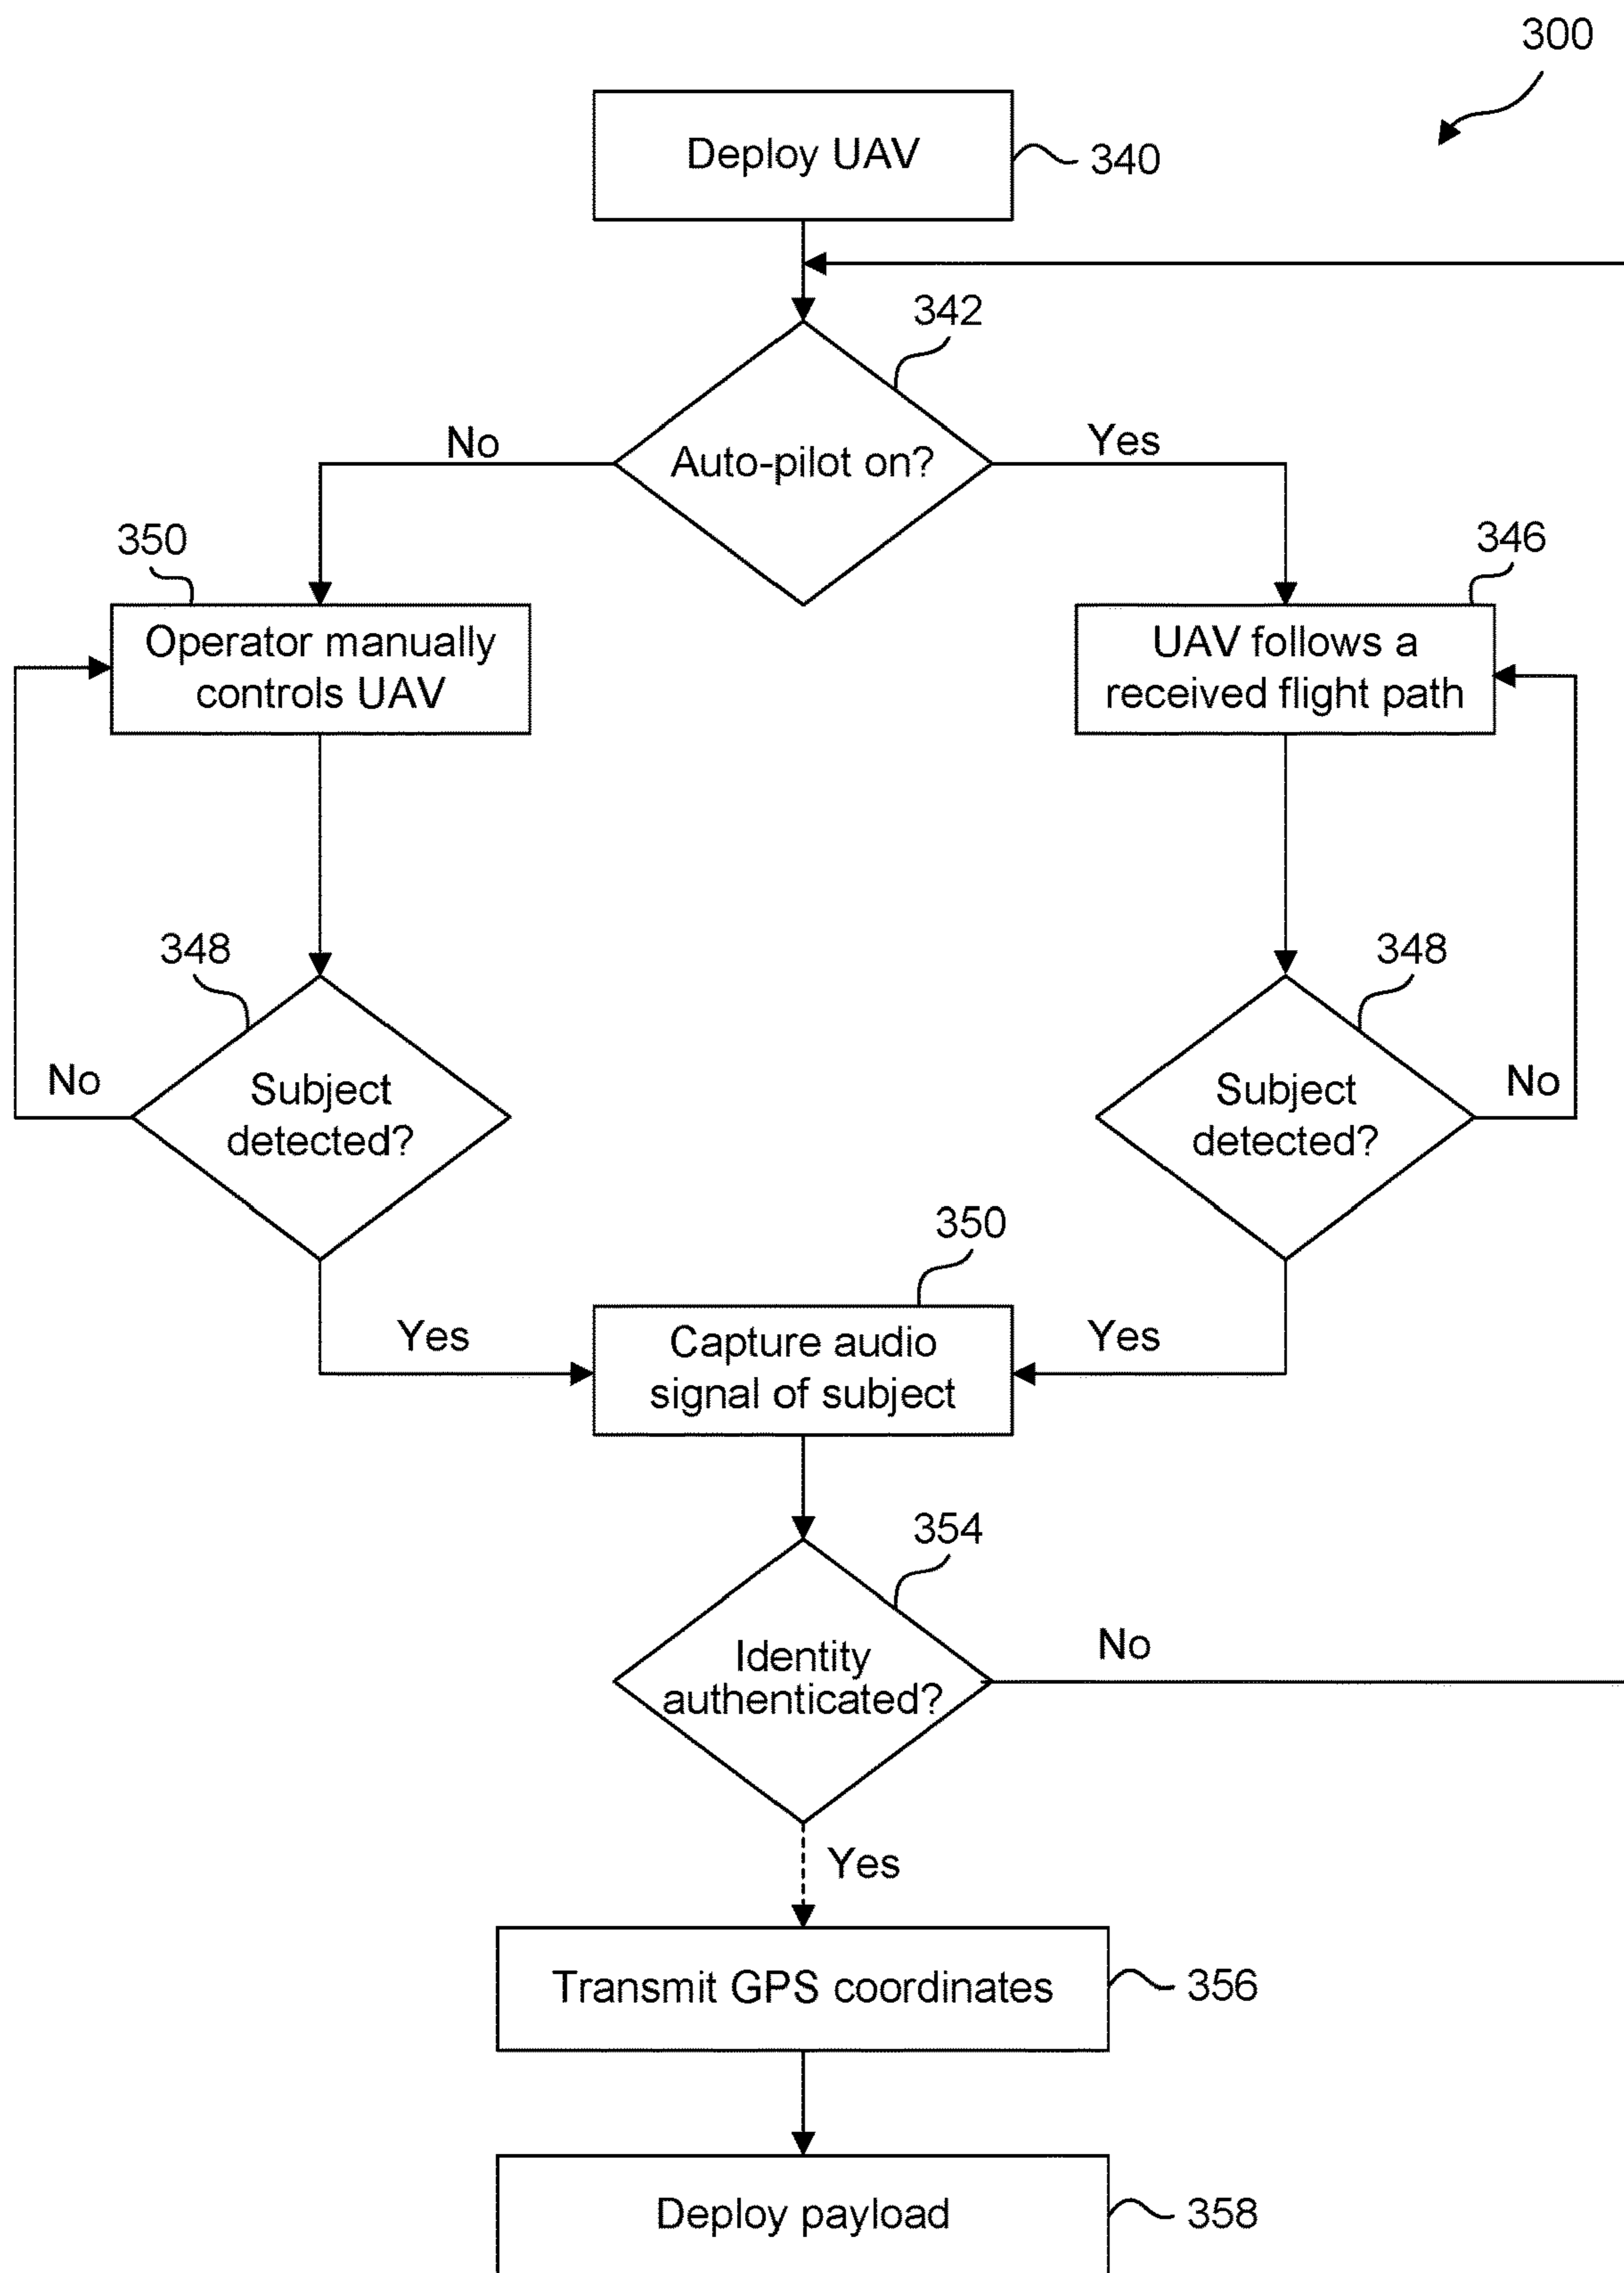 300
Deploy UAV
340
342
No
Auto-pilot on?
Yes
350
346
Operator manually
controls UAV
UAV follows a
received flight path
348
348
No
Subject
detected?
Subject
detected?
No
350
Yes
Capture audio
signal of subject
Yes
354
Identity
authenticated?
No
Yes
Transmit GPS coordinates
356
Deploy payload
358